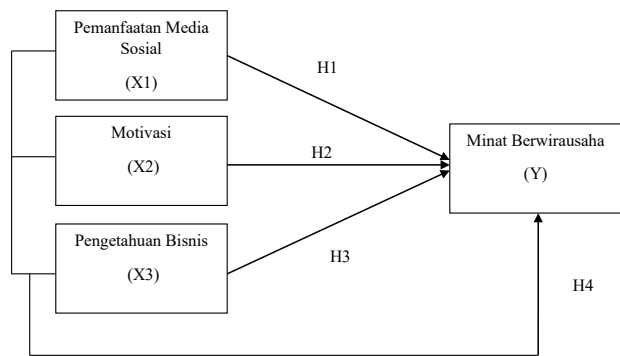 Pemanfaatan Media
Sosial
(X1)
H1
Motivasi
(X2)
H2
Minat Berwirausaha
(Y)
Pengetahuan Bisnis
(X3)
H3
H4